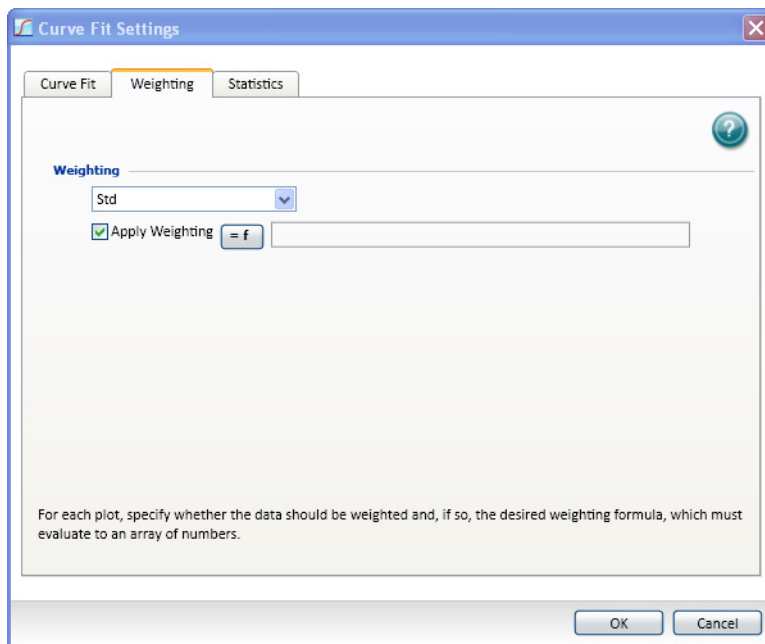 Curve Fit Settings
Curve Fit Weighting Statistics
?
Weighting
Std
Apply Weighting = f
For each plot, specify whether the data should be weighted and, if so, the desired weighting formula, which must
evaluate to an array of numbers.
OK Cancel